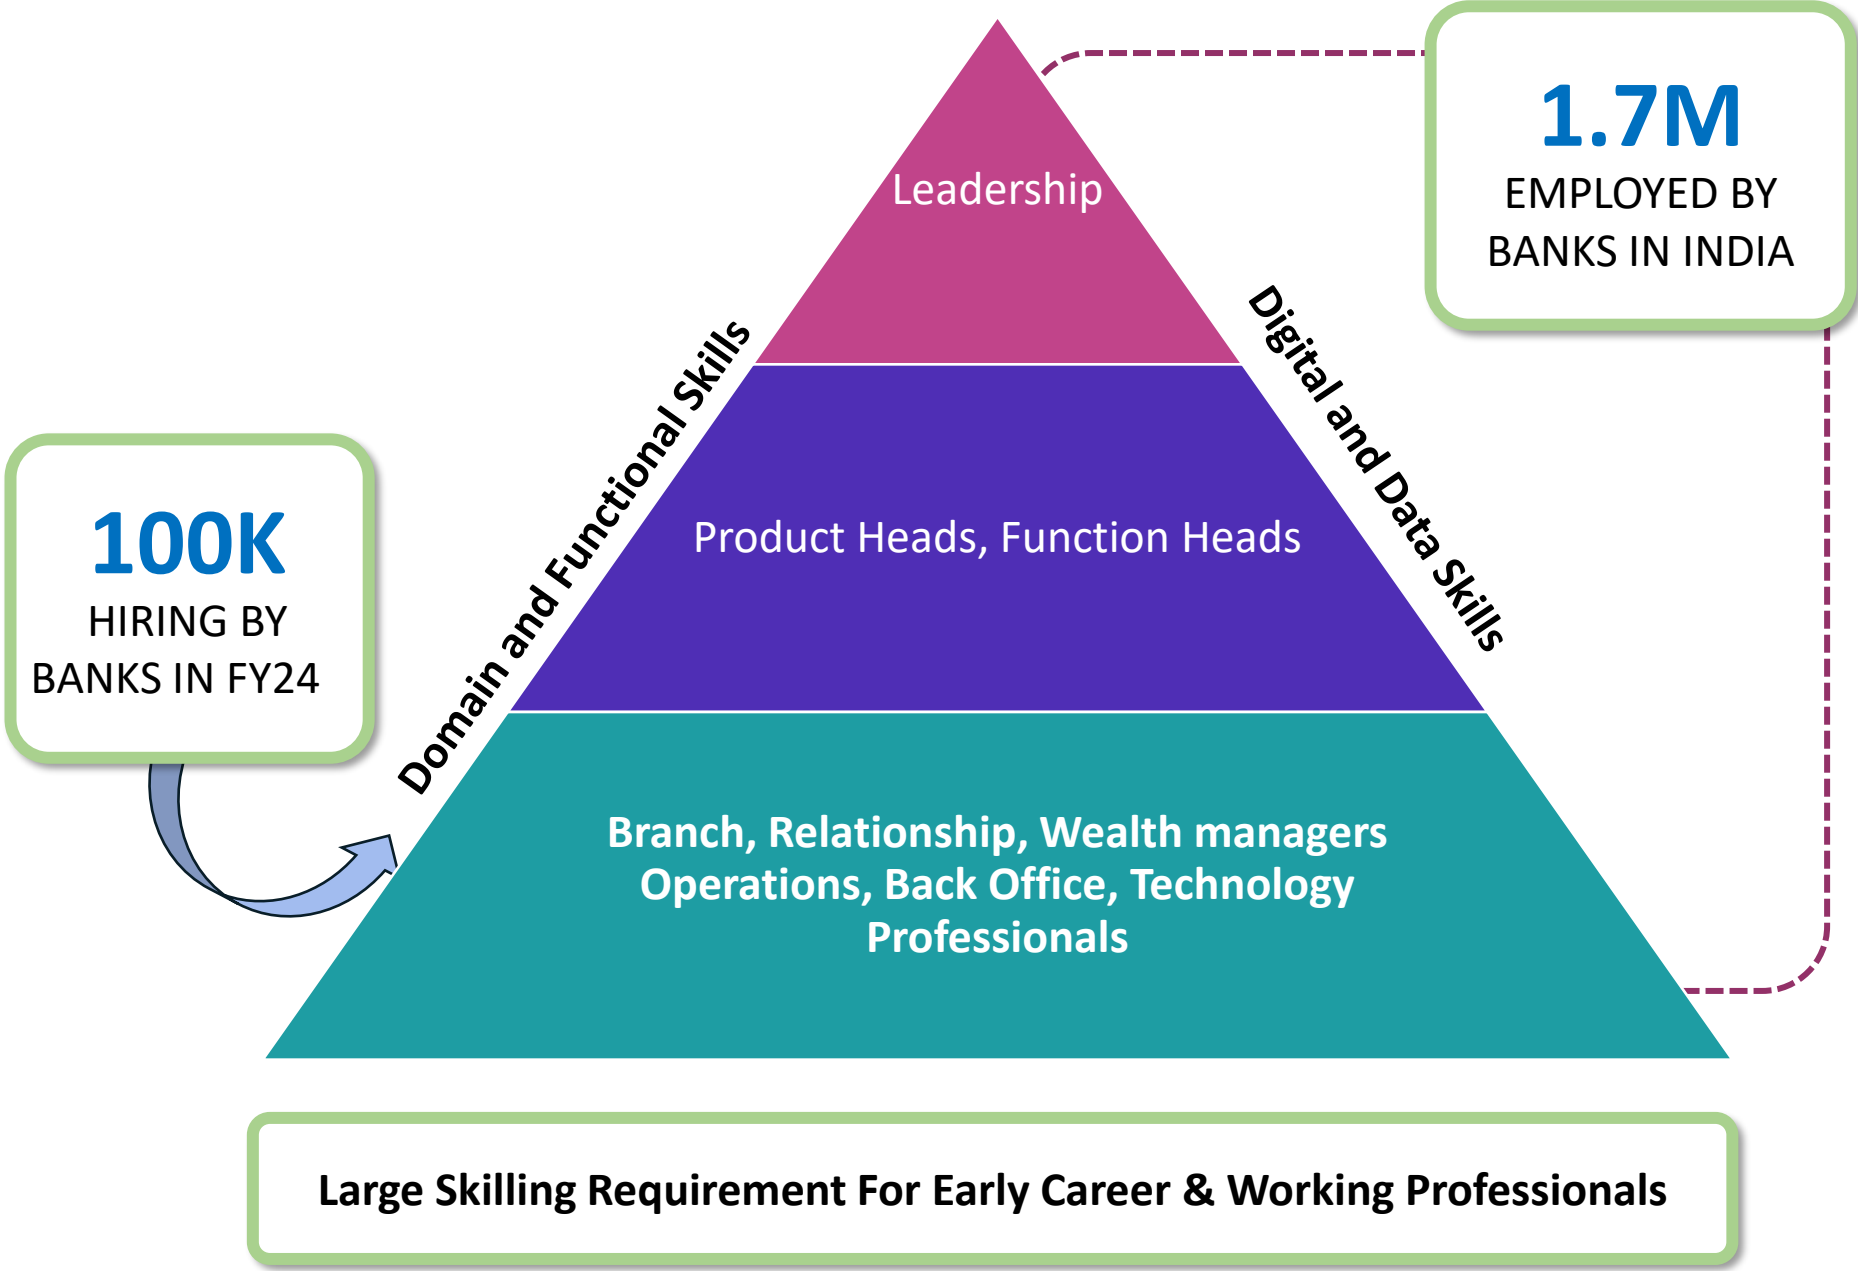 1.7M
EMPLOYED BY
BANKS IN INDIA
Leadership
Domain and Functional Skills
Digital and Data Skills
Product Heads, Function Heads
100K
HIRING BY
BANKS IN FY24
Branch, Relationship, Wealth managers
Operations, Back Office, Technology
Professionals
Large Skilling Requirement For Early Career & Working Professionals